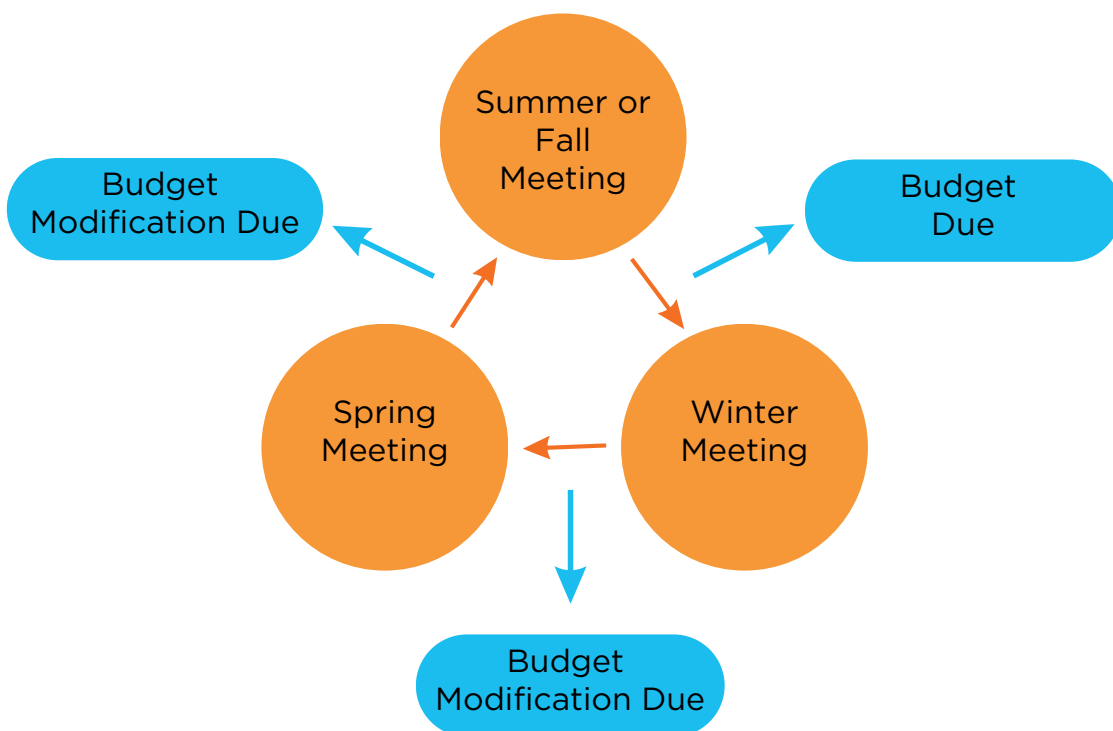 Summer or
Fall
Meeting
Budget
Modification Due
Budget
Due
Spring
Meeting
Winter
Meeting
Budget
Modification Due